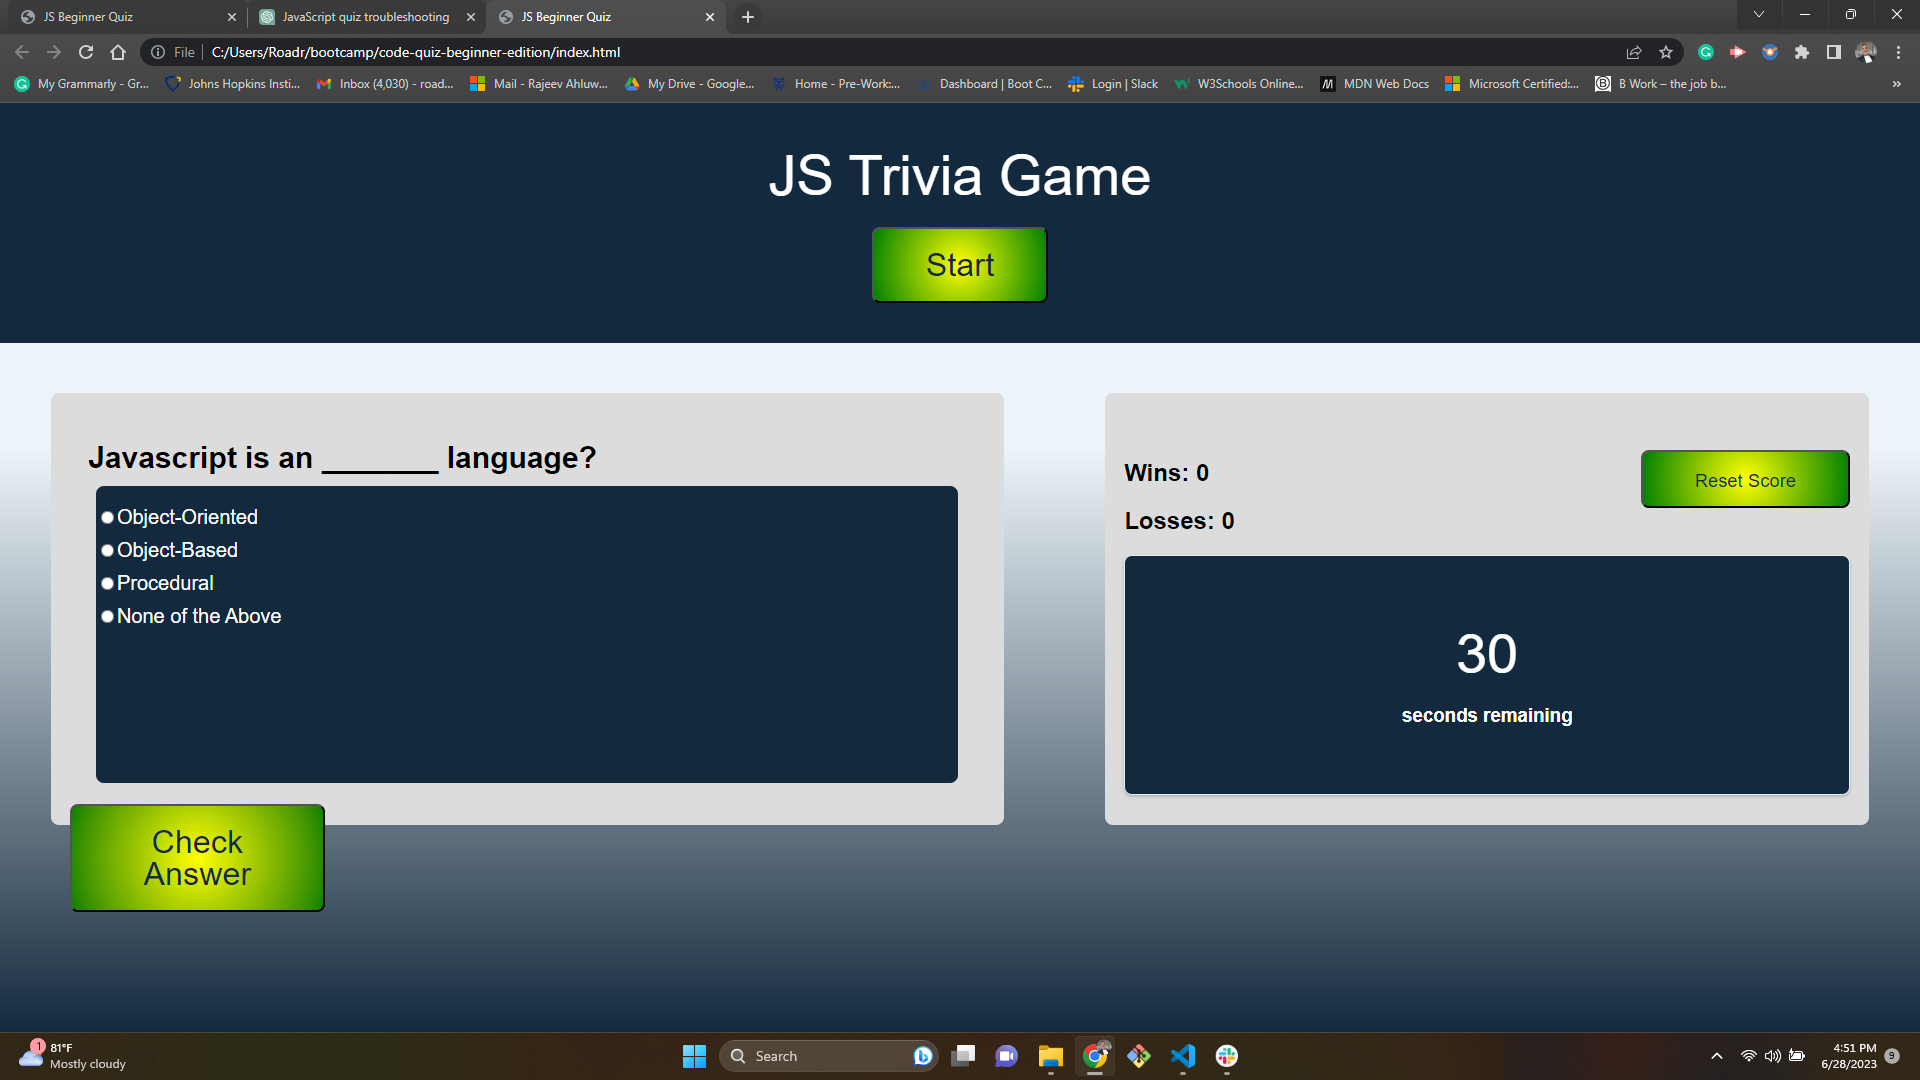 JS Beginner Quiz
JavaScript quiz troubleshooting
JS Beginner Quiz
File
C:/Users/Roadr/bootcamp/code-quiz-beginner-edition/index.html
My Grammarly - Gr...
Johns Hopkins Insti...
Inbox (4,030) - road...
Mail - Rajeev Ahluw...
My Drive - Google...
Home - Pre-Work:...
Dashboard | Boot C...
Login | Slack
W3Schools Online...
MDN Web Docs
Microsoft Certified:...
B Work – the job b...
»
JS Trivia Game
Start
Javascript is an _______ language?
Object-Oriented
Object-Based
Procedural
None of the Above
Check
Answer
Wins: 0
Reset Score
Losses: 0
30
seconds remaining
1
81°F
Mostly cloudy
Search
4:51 PM
6/28/2023
9